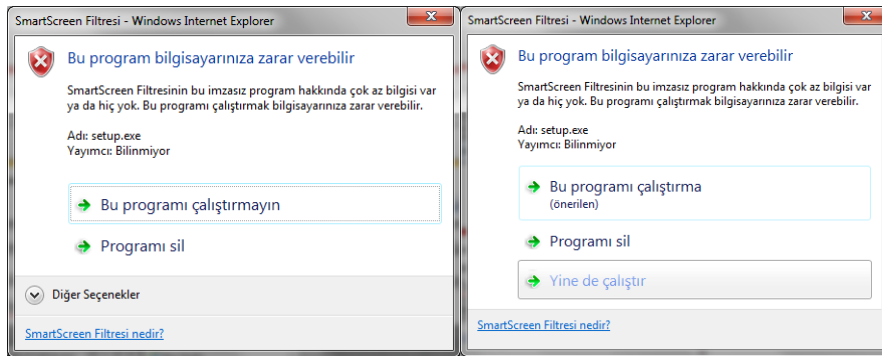 SmartScreen Filtresi - Windows Internet Explorer
Bu program bilgisayarınıza zarar verebilir
SmartScreen Filtresinin bu imzasız program hakkında çok az bilgisi var
ya da hiç yok. Bu programı çalıştırmak bilgisayarınıza zarar verebilir.
Adı: setup.exe
Yayımcı: Bilinmiyor
Bu programı çalıştırmayın
Programı sil
Diğer Seçenekler
SmartScreen Filtresi nedir?
SmartScreen Filtresi - Windows Internet Explorer
Bu program bilgisayarınıza zarar verebilir
SmartScreen Filtresinin bu imzasız program hakkında çok az bilgisi var
ya da hiç yok. Bu programı çalıştırmak bilgisayarınıza zarar verebilir.
Adı: setup.exe
Yayımcı: Bilinmiyor
Bu programı çalıştırma
(önerilen)
Programı sil
Yine de çalıştır
SmartScreen Filtresi nedir?